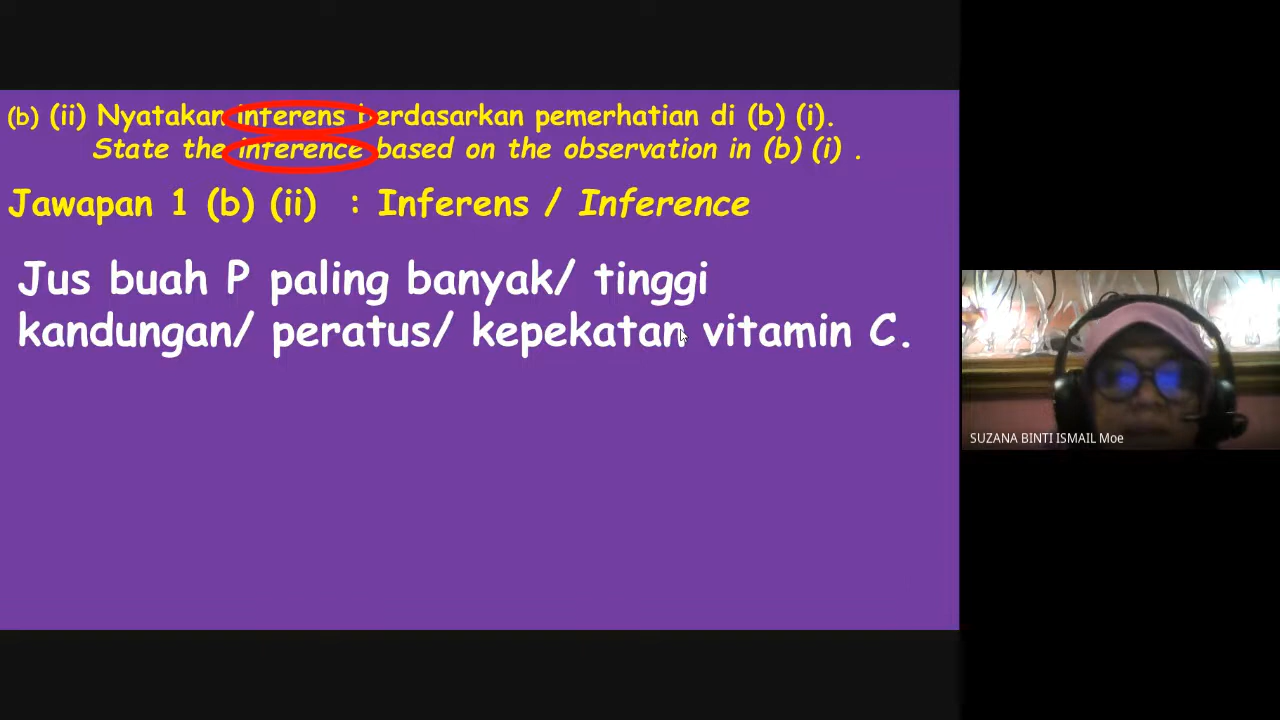 (b) (ii) Nyatakan inferens berdasarkan pemerhatian di (b) (i).
State the inference based on the observation in (b) (i) .
Jawapan 1 (b) (ii) : Inferens / Inference
Jus buah P paling banyak/ tinggi
kandungan/ peratus/ kepekatan vitamin C.
SUZANA BINTI ISMAIL Moe